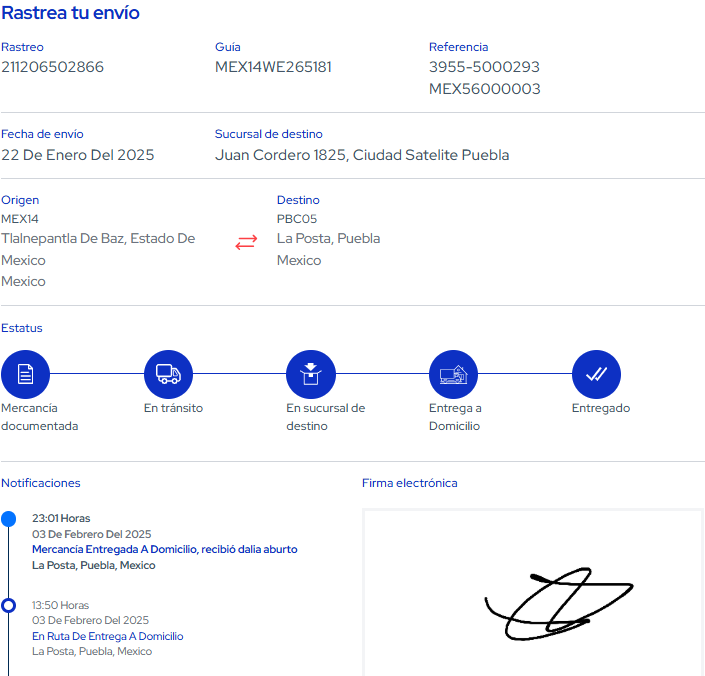 Rastrea tu envío
Rastreo
211206502866
Guía
MEX14WE265181
Referencia
3955-5000293
MEX56000003
Fecha de envío
22 De Enero Del 2025
Sucursal de destino
Juan Cordero 1825, Ciudad Satelite Puebla
Origen
MEX14
Tlalnepantla De Baz, Estado De
Mexico
Mexico
Destino
PBC05
La Posta, Puebla
Mexico
Estatus
Mercancía
documentada
En tránsito
En sucursal de
destino
Entrega a
Domicilio
Entregado
Notificaciones
23:01 Horas
03 De Febrero Del 2025
Mercancía Entregada A Domicilio, recibió dalia aburto
La Posta, Puebla, Mexico
13:50 Horas
03 De Febrero Del 2025
En Ruta De Entrega A Domicilio
La Posta, Puebla, Mexico
Firma electrónica